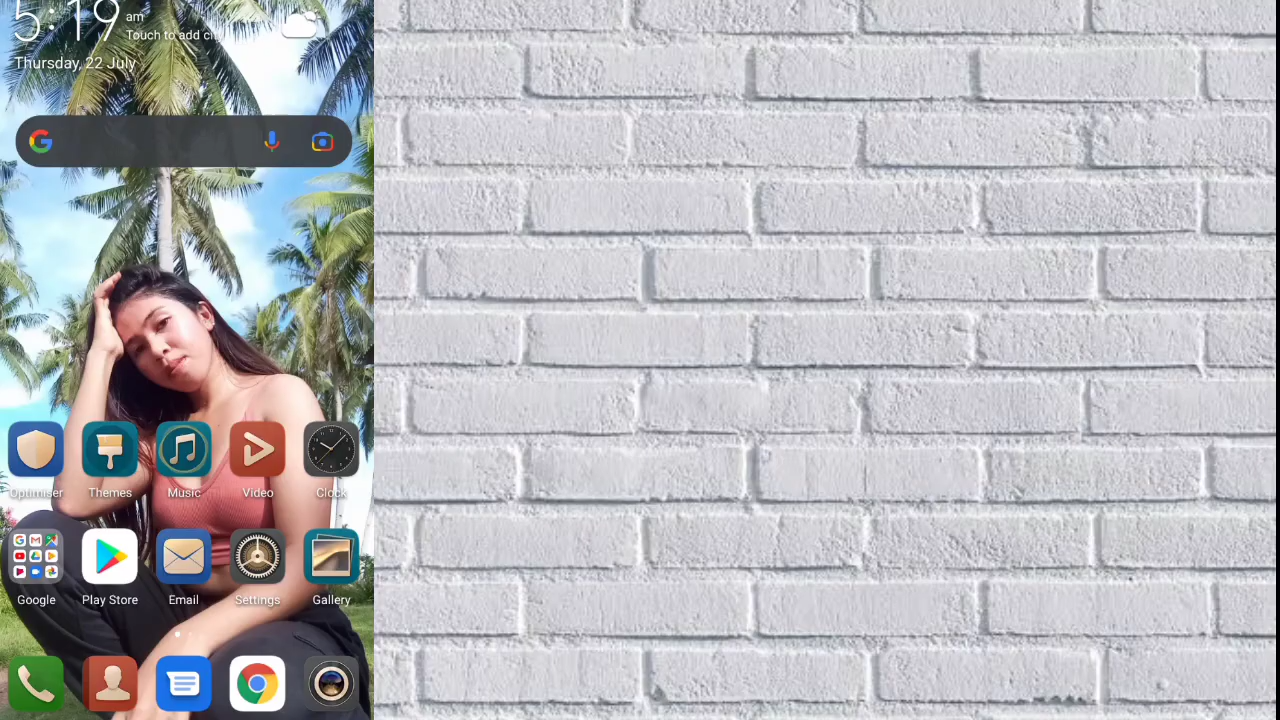 5:19 am
Touch to add ci
Thursday, 22 July
Optimiser Themes Music Video Clock
Google Play Store Email Settings Gallery